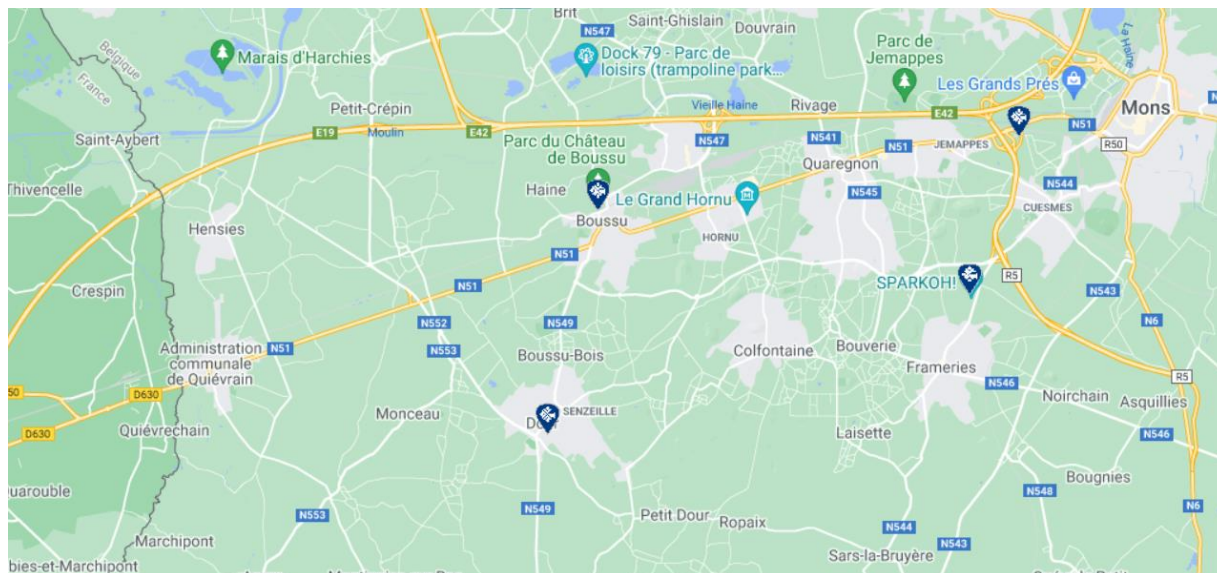 Brit
N547
Saint-Ghislain
Douvrain
Belgique
France
Marais d'Harchies
Dock 79 - Parc de
loisirs (trampoline park...
Parc de
Jemappes
Les Grands Prés
La Haine
Petit-Crépin
Vieille Haine
Rivage
Mons
Saint-Aybert
E19
Moulin
E42
E42
N51
R50
Parc du Château
de Boussu
N547
N541
N51
JEMAPPES
Quaregnon
Thivencelle
Haine
Le Grand Hornu
N545
N544
CUESMES
Hensies
Boussu
HORNU
N51
Crespin
N51
SPARKOH!
R5
N543
N552
N549
N6
Administration
communale
de Quiévrain
N51
N553
Boussu-Bois
Colfontaine
Bouverie
Frameries
N546
R5
50
D630
Noirchain
Asquillies
Monceau
SENZEILLE
D630
Quiévrechain
Laisette
N546
Bougnies
Quarouble
N548
N553
N549
Petit Dour
Ropaix
N544
N543
N6
Marchipont
Sars-la-Bruyère
bies-et-Marchipont